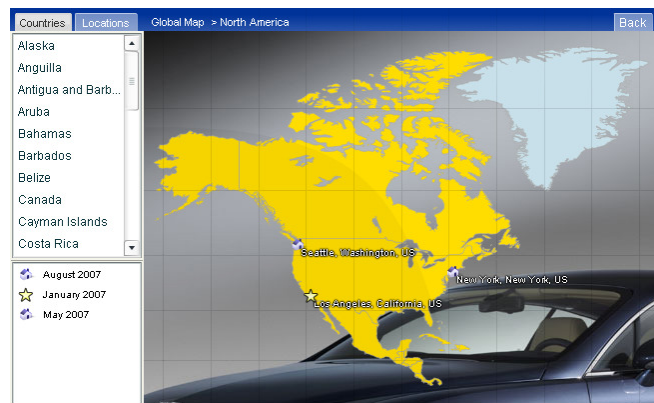 Countries
Locations
Global Map > North America
Back
Alaska
Anguilla
Antigua and Barb...
Aruba
Bahamas
Barbados
Belize
Canada
Cayman Islands
Costa Rica
August 2007
January 2007
May 2007
Seattle, Washington, US
New York, New York, US
Los Angeles, California, US